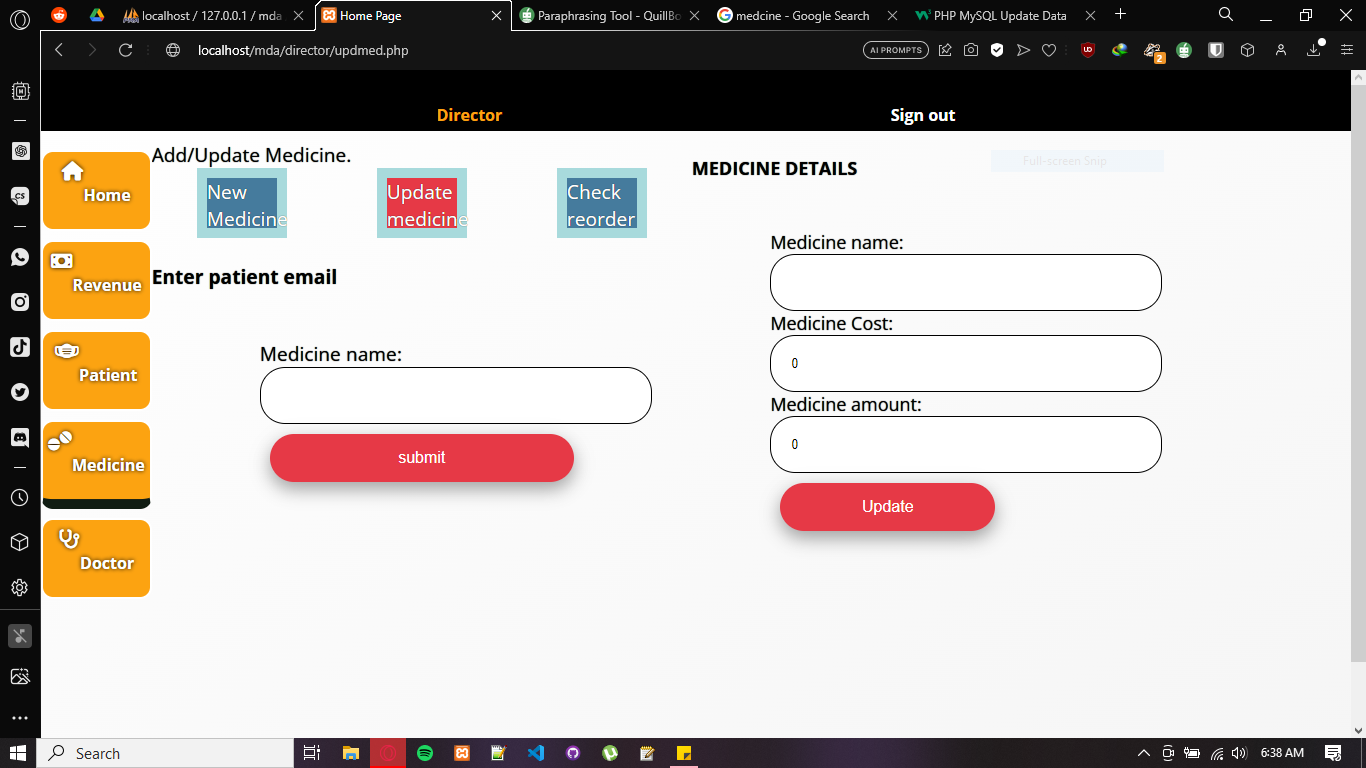 localhost / 127.0.0.1 / mda
Home Page
Paraphrasing Tool - QuillBo
medcine - Google Search
PHP MySQL Update Data
localhost/mda/director/updmed.php
AI PROMPTS
2
Director
Sign out
Add/Update Medicine.
New
Medicine
Update
medicine
Check
reorder
MEDICINE DETAILS
Full-screen Snip
Home
Revenue
Patient
Medicine
Doctor
Enter patient email
Medicine name:
submit
Medicine name:
Medicine Cost:
0
Medicine amount:
0
Update
Search
6:38 AM